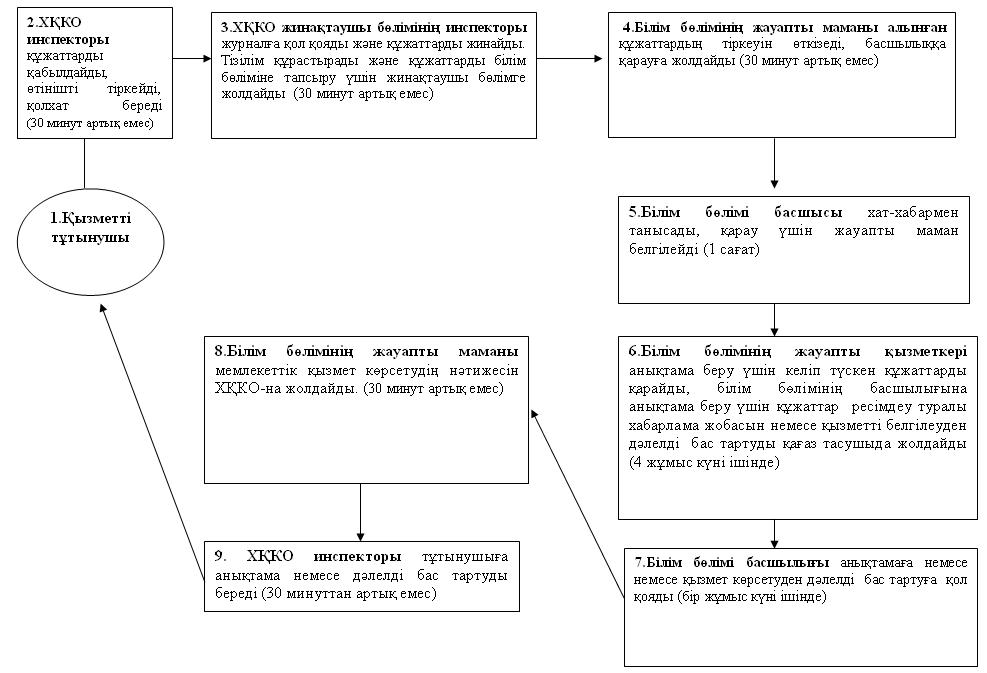 2.ХҚКО
инспекторы
құжаттарды
қабылдайды,
өтінішті тіркейді,
қолхат береді
(30 минут артық емес)
3.ХҚКО жинақтаушы бөлімінің инспекторы
журналға қол қояды және құжаттарды жинайды.
Тізілім құрастырады және құжаттарды білім
бөліміне тапсыру үшін жинақтаушы бөлімге
жолдайды (30 минут артық емес)
4.Білім бөлімінің жауапты маманы алынған
құжаттардың тіркеуін өткізеді, басшылыққа
қарауға жолдайды (30 минут артық емес)
1.Қызметті
тұтынушы
5.Білім бөлімі басшысы хат-хабармен
танысады, қарау үшін жауапты маман
белгілейді (1 сағат)
8.Білім бөлімінің жауапты маманы
мемлекеттік қызмет көрсетудің нәтижесін
ХҚКО-на жолдайды. (30 минут артық емес)
6.Білім бөлімінің жауапты қызметкері
анықтама беру үшін келіп түскен құжаттарды
қарайды, білім бөлімінің басшылығына
анықтама беру үшін құжаттар ресімдеу туралы
хабарлама жобасын немесе қызметті белгілеуден
дәлелді бас тартуды қағаз тасушыда жолдайды
(4 жұмыс күні ішінде)
9. ХҚКО инспекторы тұтынушыға
анықтама немесе дәлелді бас тартуды
береді (30 минуттан артық емес)
7.Білім бөлімі басшылығы анықтамаға немесе
немесе қызмет көрсетуден дәлелді бас тартуға қол
қояды (бір жұмыс күні ішінде)